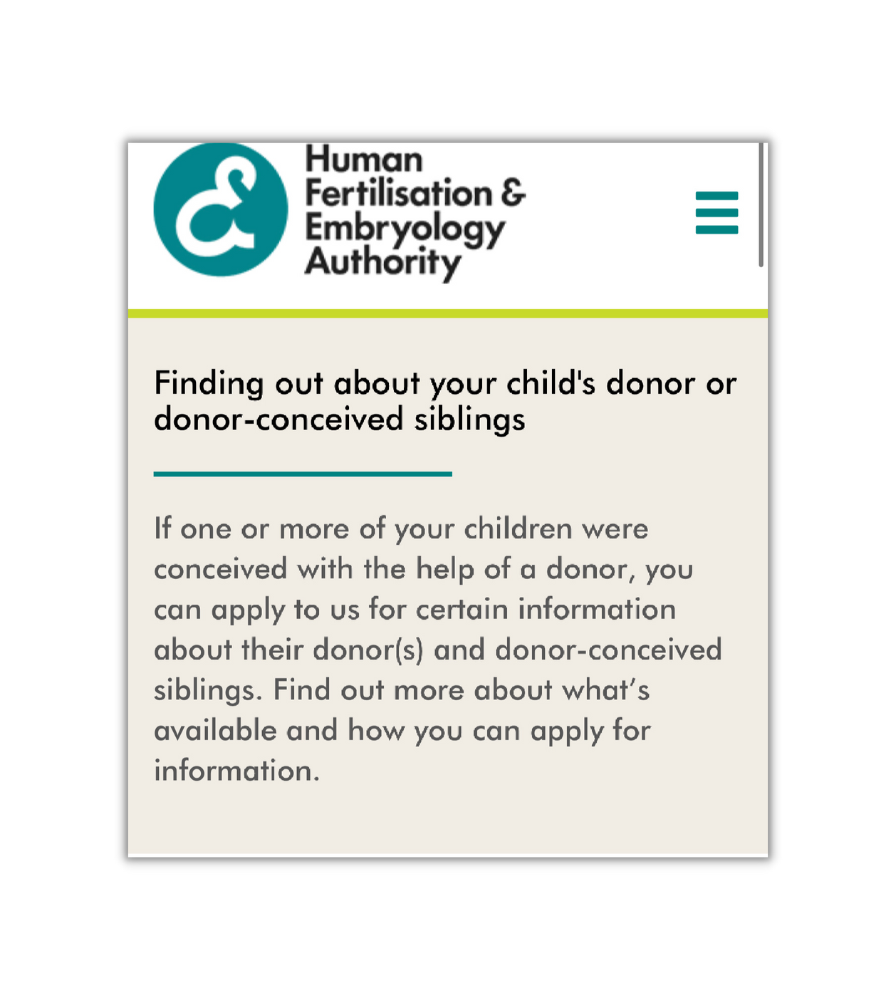 Human
Fertilisation &
Embryology
Authority
Finding out about your child's donor or
donor-conceived siblings
If one or more of your children were
conceived with the help of a donor, you
can apply to us for certain information
about their donor(s) and donor-conceived
siblings. Find out more about what’s
available and how you can apply for
information.